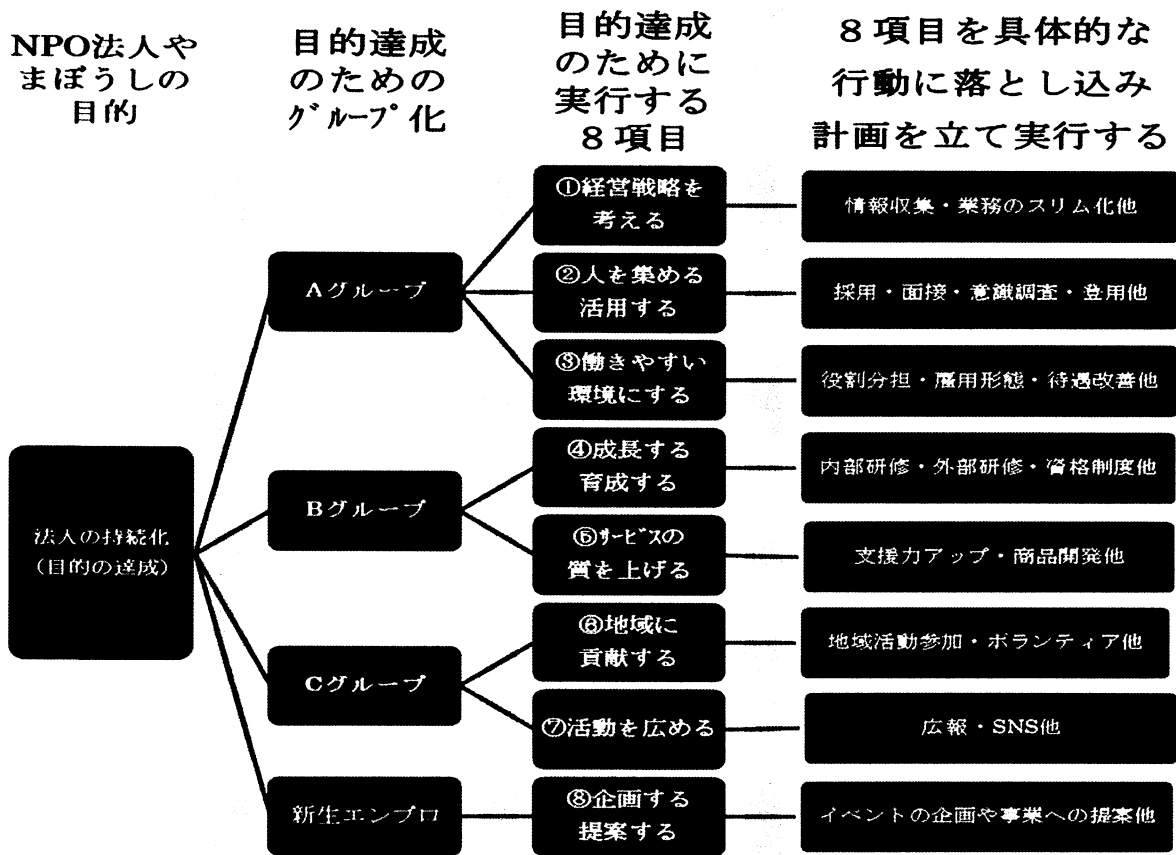 NPO法人や
まぼうしの
目的
目的達成
のための
グループ化
目的達成
のために
実行する
8項目
8項目を具体的な
行動に落とし込み
計画を立て実行する
法人の持続化
(目的の達成)
Aグループ
①経営戦略を
考える
情報収集・業務のスリム化他
②人を集める
活用する
採用・面接・意識調査・登用他
③働きやすい
環境にする
役割分担・雇用形態・待遇改善他
Bグループ
④成長する
育成する
内部研修・外部研修・資格制度他
⑤サービスの
質を上げる
支援力アップ・商品開発他
Cグループ
⑥地域に
貢献する
地域活動参加・ボランティア他
⑦活動を広める
広報・SNS他
新生エンプロ
⑧企画する
提案する
イベントの企画や事業への提案他